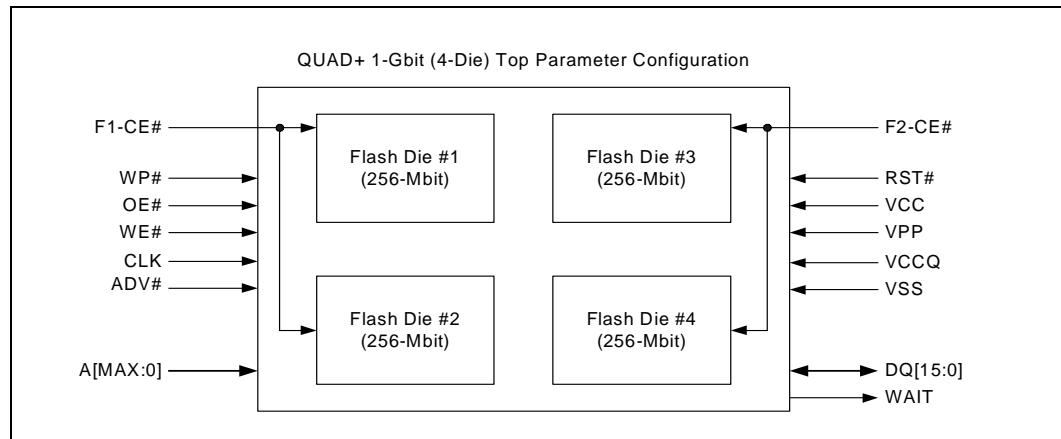 QUAD+ 1-Gbit (4-Die) Top Parameter Configuration
F1-CE#
WP#
OE#
WE#
CLK
ADV#
A[MAX:0]
Flash Die #1
(256-Mbit)
Flash Die #2
(256-Mbit)
Flash Die #3
(256-Mbit)
Flash Die #4
(256-Mbit)
F2-CE#
RST#
VCC
VPP
VCCQ
VSS
DQ[15:0]
WAIT